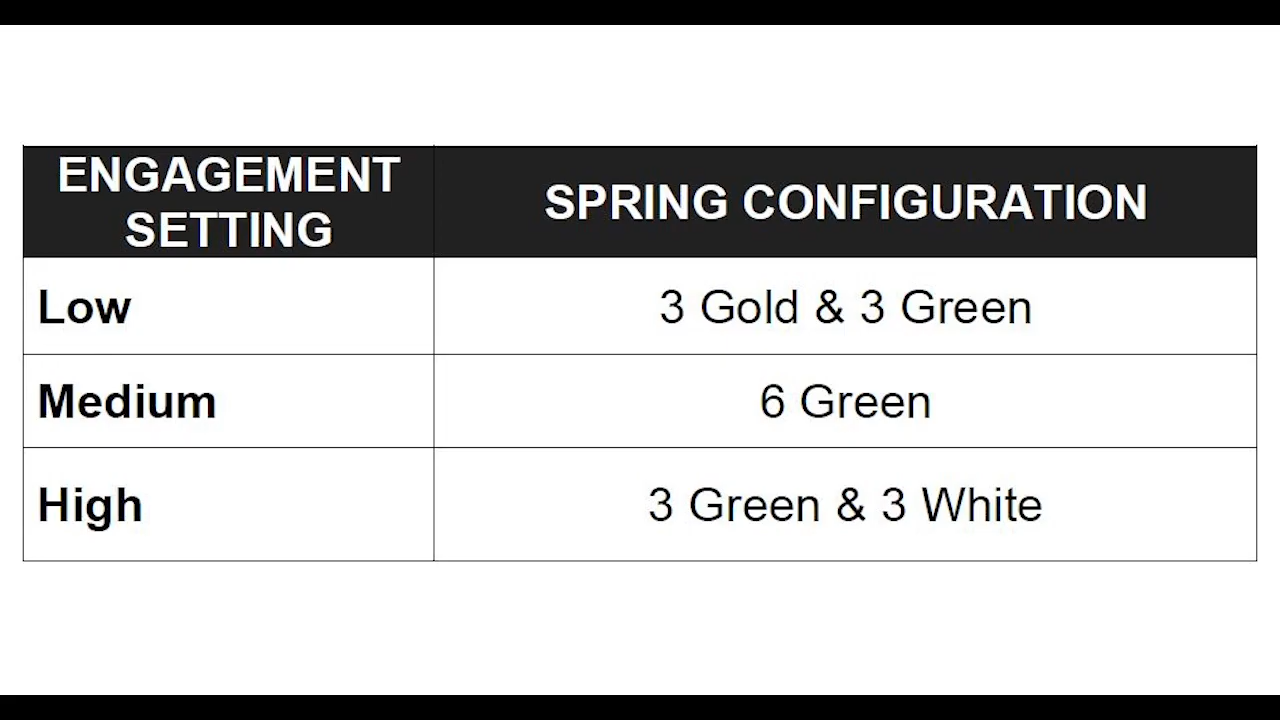 ENGAGEMENT
SETTING
SPRING CONFIGURATION
Low
3 Gold & 3 Green
Medium
6 Green
High
3 Green & 3 White